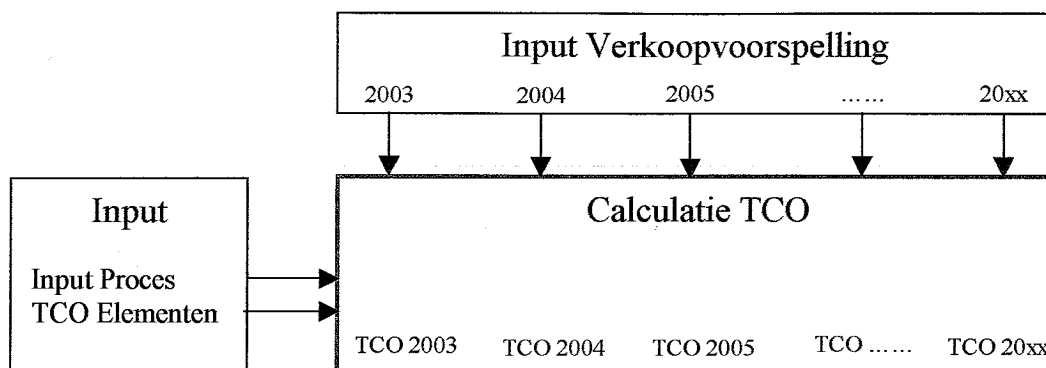 Input Verkoopvoorspelling
2003 2004 2005 ...... 20xx
Input
Input Proces
TCO Elementen
Calculatie TCO
TCO 2003 TCO 2004 TCO 2005 TCO ...... TCO 20xx